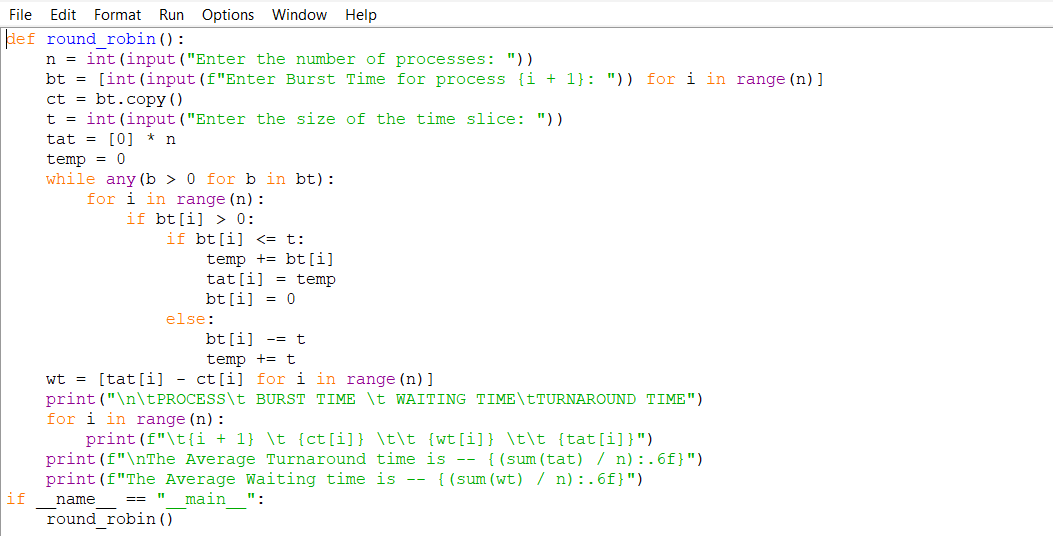 File Edit Format Run Options Window Help
def round_robin():
    n = int(input("Enter the number of processes: "))
    bt = [int(input(f"Enter Burst Time for process {i + 1}: ")) for i in range(n)]
    ct = bt.copy()
    t = int(input("Enter the size of the time slice: "))
    tat = [0] * n
    temp = 0
    while any(b > 0 for b in bt):
        for i in range(n):
            if bt[i] > 0:
                if bt[i] <= t:
                    temp += bt[i]
                    tat[i] = temp
                    bt[i] = 0
                else:
                    bt[i] -= t
                    temp += t
    wt = [tat[i] - ct[i] for i in range(n)]
    print("\n\tPROCESS\t BURST TIME \t WAITING TIME\tTURNAROUND TIME")
    for i in range(n):
        print(f"\t{i + 1} \t {ct[i]} \t\t {wt[i]} \t\t {tat[i]}")
    print(f"\nThe Average Turnaround time is -- {(sum(tat) / n):.6f}")
    print(f"The Average Waiting time is -- {(sum(wt) / n):.6f}")
if __name__ == "__main__":
    round_robin()